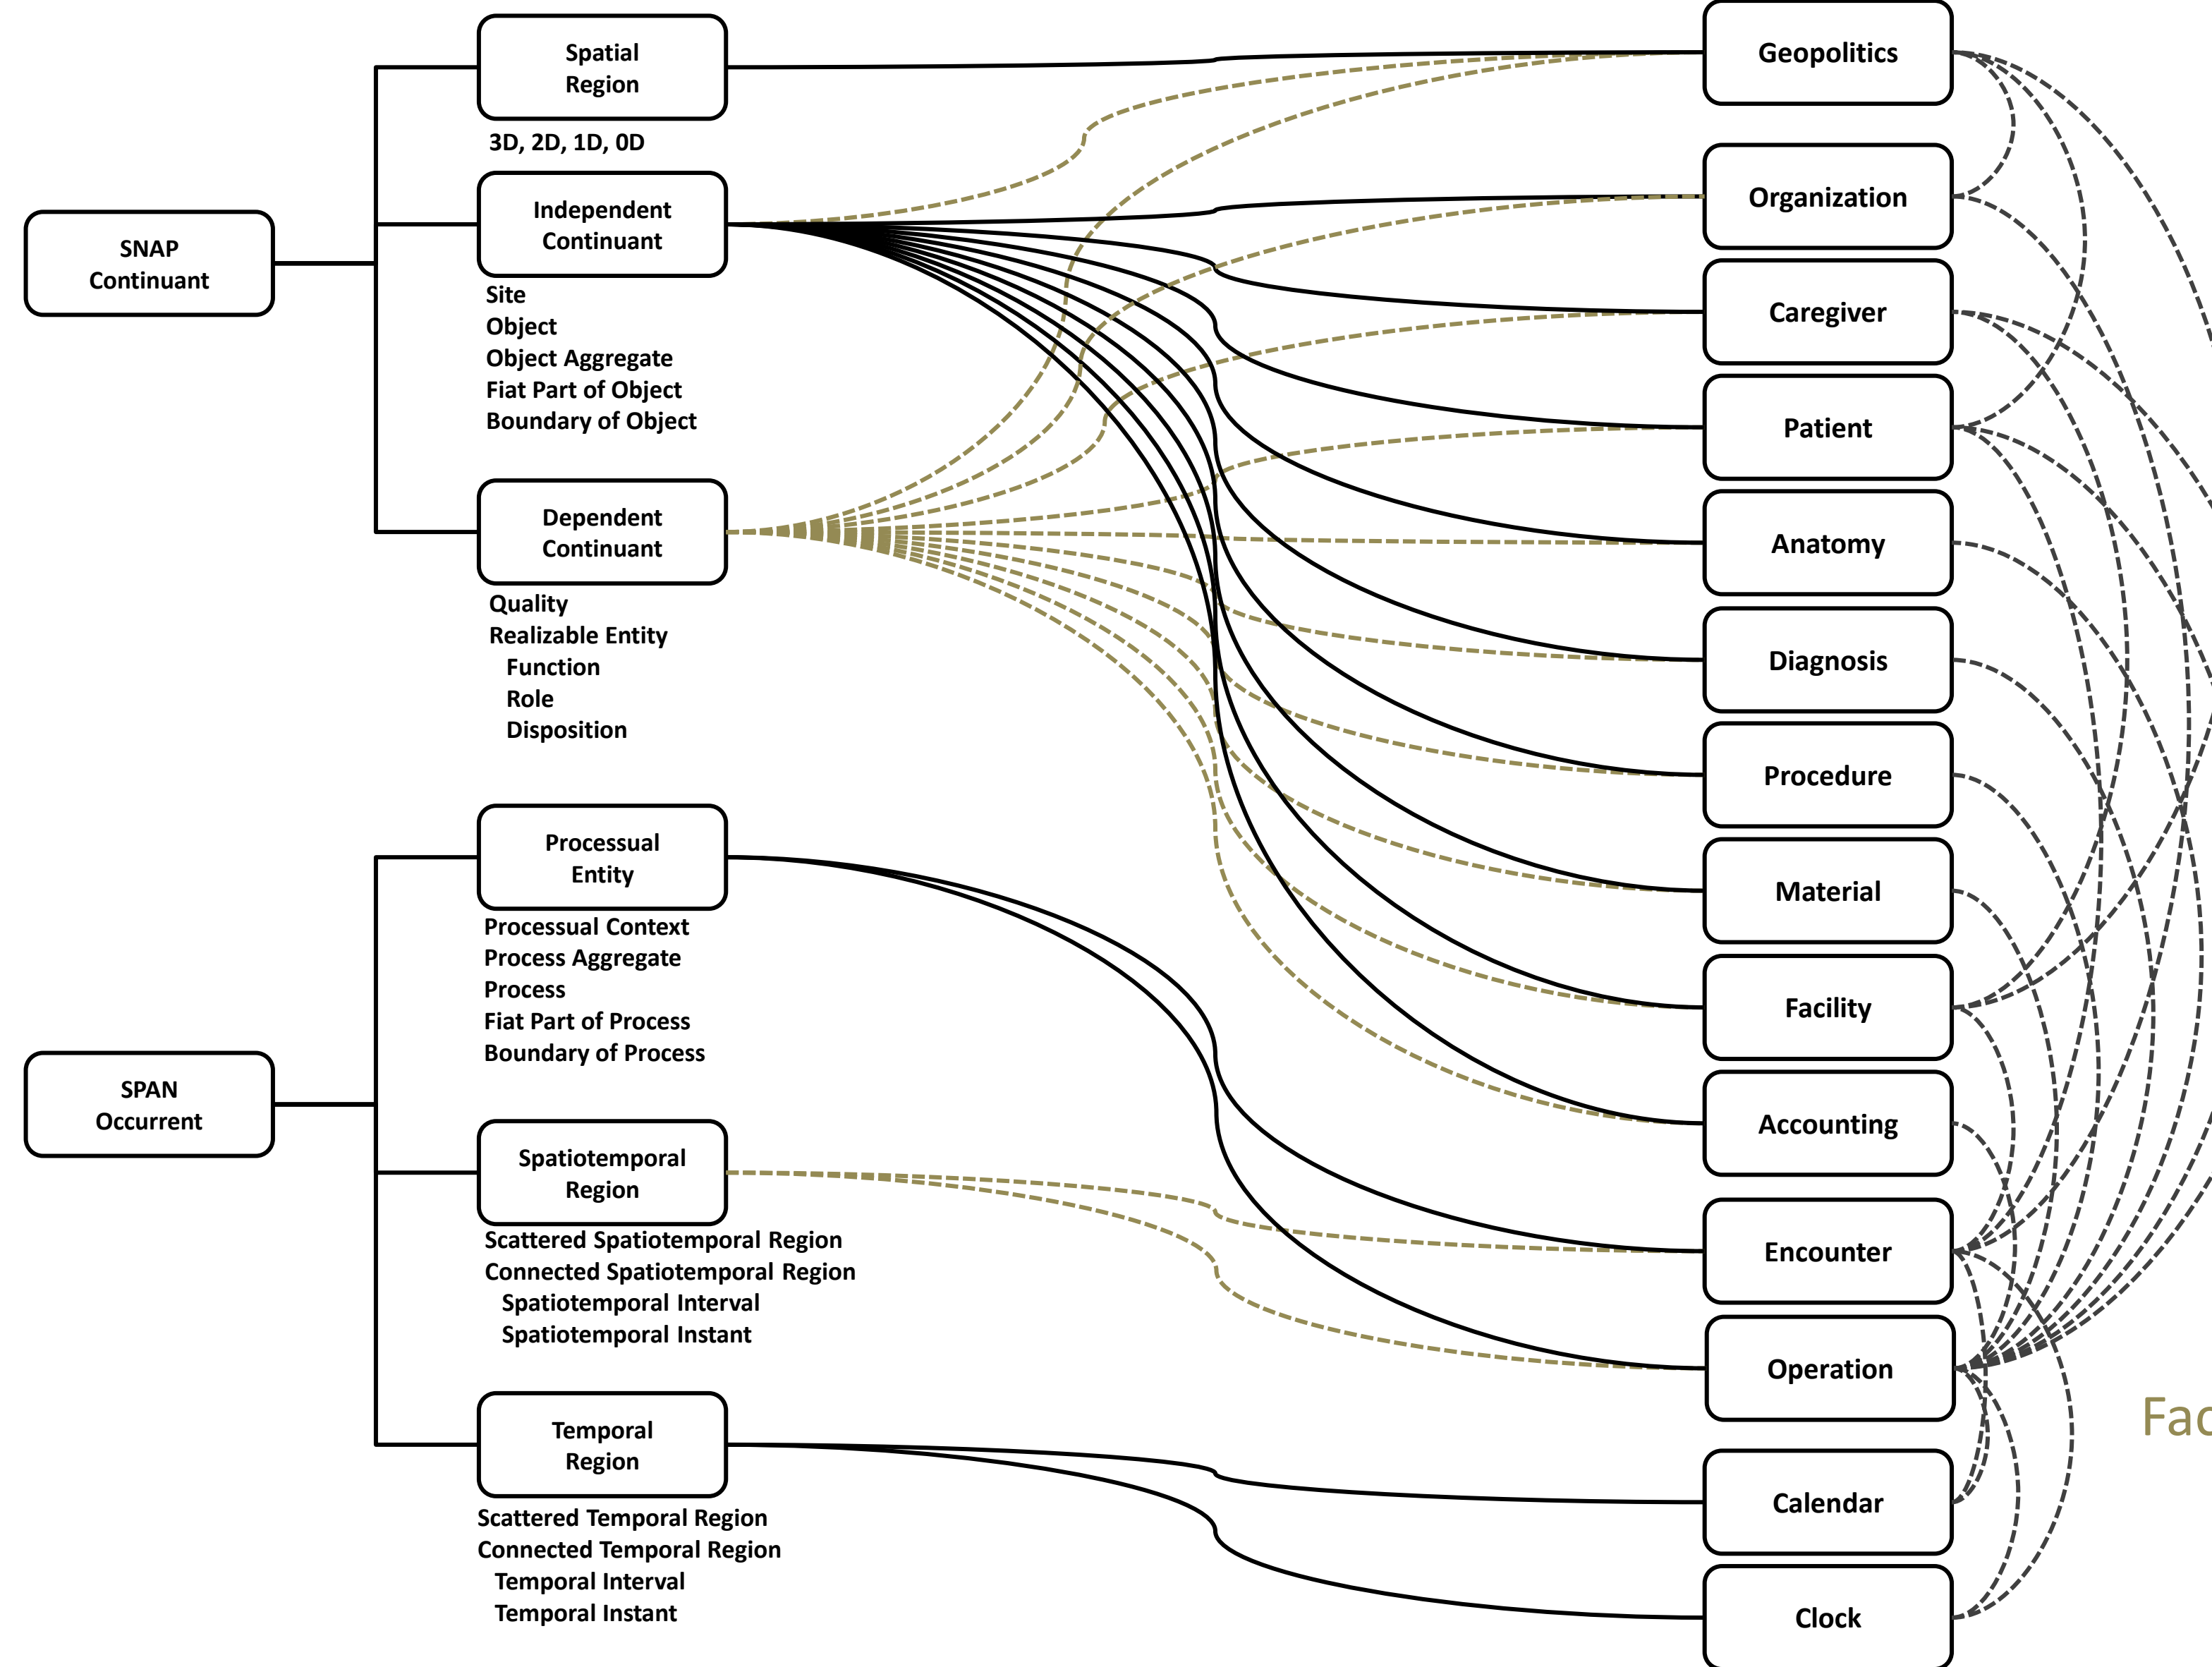 SNAP
Continuant
Spatial
Region
3D, 2D, 1D, 0D
Independent
Continuant
Site
Object
Object Aggregate
Fiat Part of Object
Boundary of Object
Dependent
Continuant
Quality
Realizable Entity
Function
Role
Disposition
SPAN
Occurrent
Processual
Entity
Processual Context
Process Aggregate
Process
Fiat Part of Process
Boundary of Process
Spatiotemporal
Region
Scattered Spatiotemporal Region
Connected Spatiotemporal Region
Spatiotemporal Interval
Spatiotemporal Instant
Temporal
Region
Scattered Temporal Region
Connected Temporal Region
Temporal Interval
Temporal Instant
Geopolitics
Organization
Caregiver
Patient
Anatomy
Diagnosis
Procedure
Material
Facility
Accounting
Encounter
Operation
Calendar
Clock